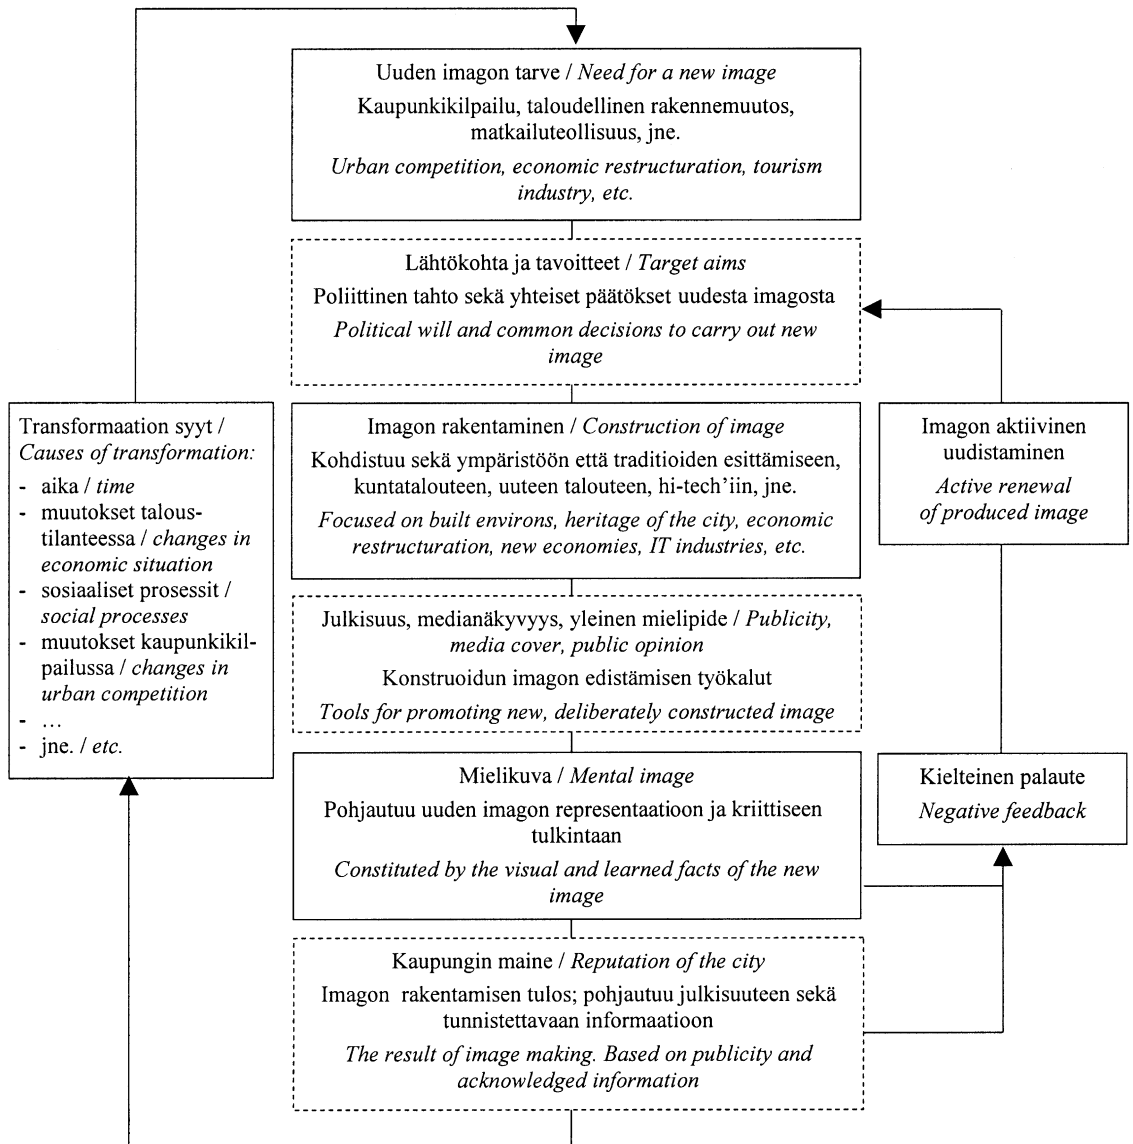 Uuden imagon tarve / Need for a new image
Kaupunkikilpailu, taloudellinen rakennemuutos,
matkailuteollisuus, jne.
Urban competition, economic restructuration, tourism
industry, etc.
Lähtökohta ja tavoitteet / Target aims
Poliittinen tahto sekä yhteiset päätökset uudesta imagosta
Political will and common decisions to carry out new
image
Transformaation syyt /
Causes of transformation:
- aika / time
- muutokset talous-
tilanteessa / changes in
economic situation
- sosiaaliset prosessit /
social processes
- muutokset kaupunkikil-
pailussa / changes in
urban competition
- …
- jne. / etc.
Imagon rakentaminen / Construction of image
Kohdistuu sekä ympäristöön että traditioiden esittämiseen,
kuntatalouteen, uuteen talouteen, hi-tech’iin, jne.
Focused on built environs, heritage of the city, economic
restructuration, new economies, IT industries, etc.
Imagon aktiivinen
uudistaminen
Active renewal
of produced image
Julkisuus, medianäkyvyys, yleinen mielipide / Publicity,
media cover, public opinion
Konstruoidun imagon edistämisen työkalut
Tools for promoting new, deliberately constructed image
Mielikuva / Mental image
Pohjautuu uuden imagon representaatioon ja kriittiseen
tulkintaan
Constituted by the visual and learned facts of the new
image
Kielteinen palaute
Negative feedback
Kaupungin maine / Reputation of the city
Imagon rakentamisen tulos; pohjautuu julkisuuteen sekä
tunnistettavaan informaatioon
The result of image making. Based on publicity and
acknowledged information